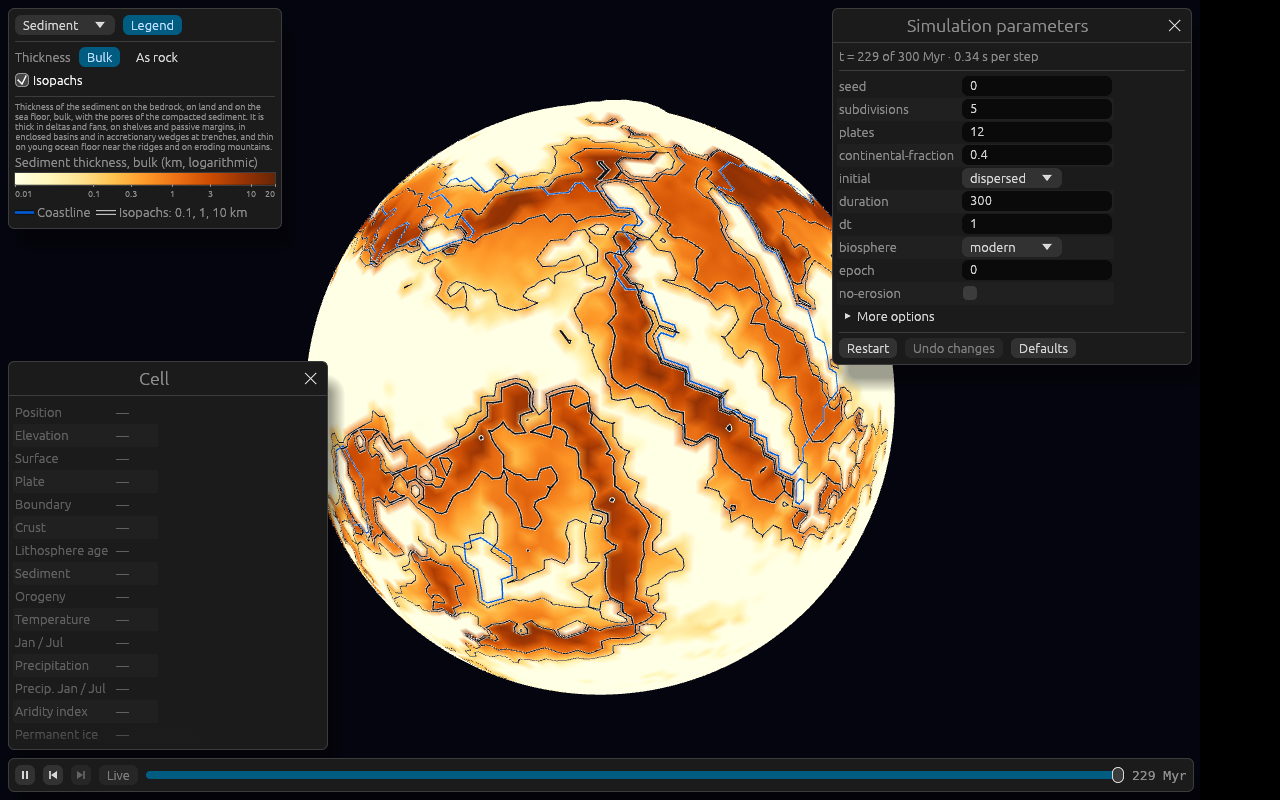 Sediment
Legend
Thickness
Bulk
As rock
Isopachs
Thickness of the sediment on the bedrock, on land and on the
sea floor, bulk, with the pores of the compacted sediment. It is
thick in deltas and fans, on shelves and passive margins, in
enclosed basins and in accretionary wedges at trenches, and thin
on young ocean floor near the ridges and on eroding mountains.
Sediment thickness, bulk (km, logarithmic)
0.01 0.1 0.3 1 3 10 20
Coastline
Isopachs: 0.1, 1, 10 km
Simulation parameters
t = 229 of 300 Myr · 0.34 s per step
seed 0
subdivisions 5
plates 12
continental-fraction 0.4
initial dispersed
duration 300
dt 1
biosphere modern
epoch 0
no-erosion
More options
Restart
Undo changes
Defaults
Cell
Position —
Elevation —
Surface —
Plate —
Boundary —
Crust —
Lithosphere age —
Sediment —
Orogeny —
Temperature —
Jan / Jul —
Precipitation —
Precip. Jan / Jul —
Aridity index —
Permanent ice —
Live
229 Myr